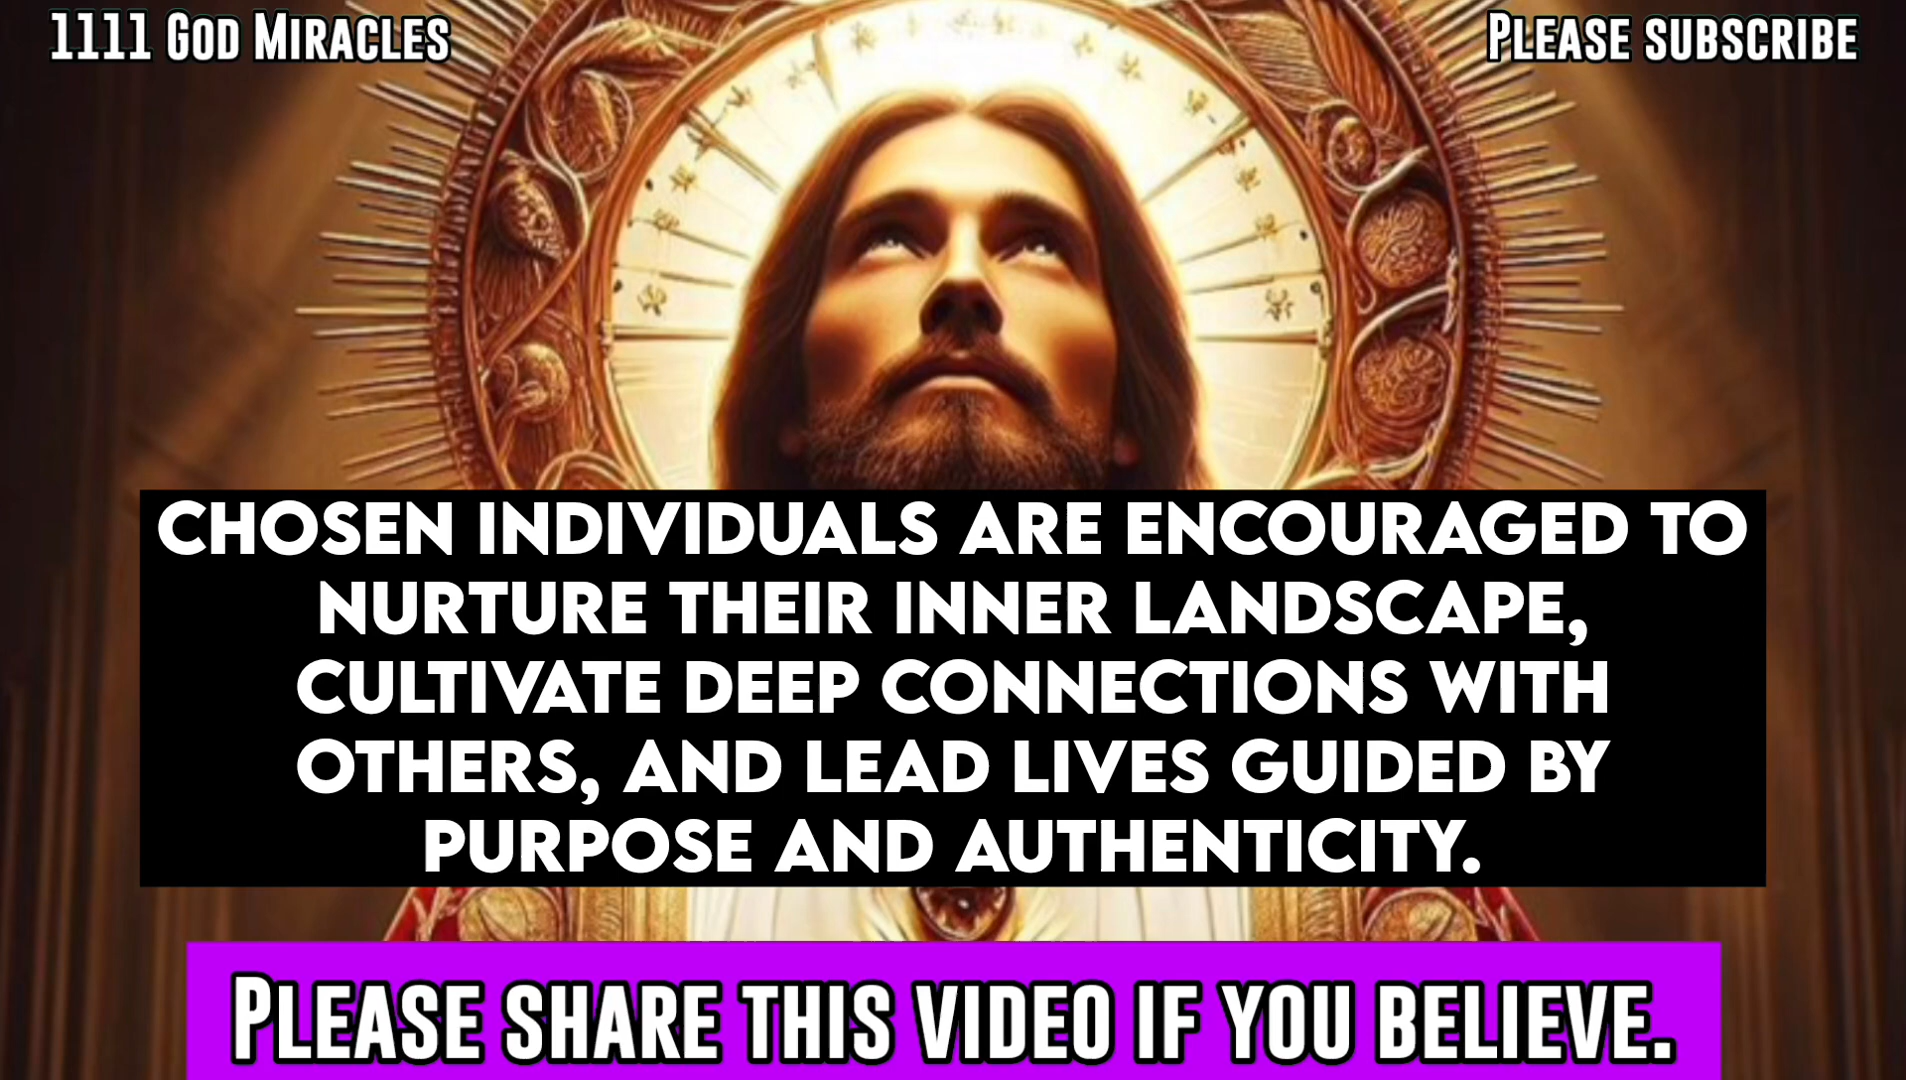 1111 God Miracles
Please subscribe
CHOSEN INDIVIDUALS ARE ENCOURAGED TO
NURTURE THEIR INNER LANDSCAPE,
CULTIVATE DEEP CONNECTIONS WITH
OTHERS, AND LEAD LIVES GUIDED BY
PURPOSE AND AUTHENTICITY.
Please share this video if you believe.